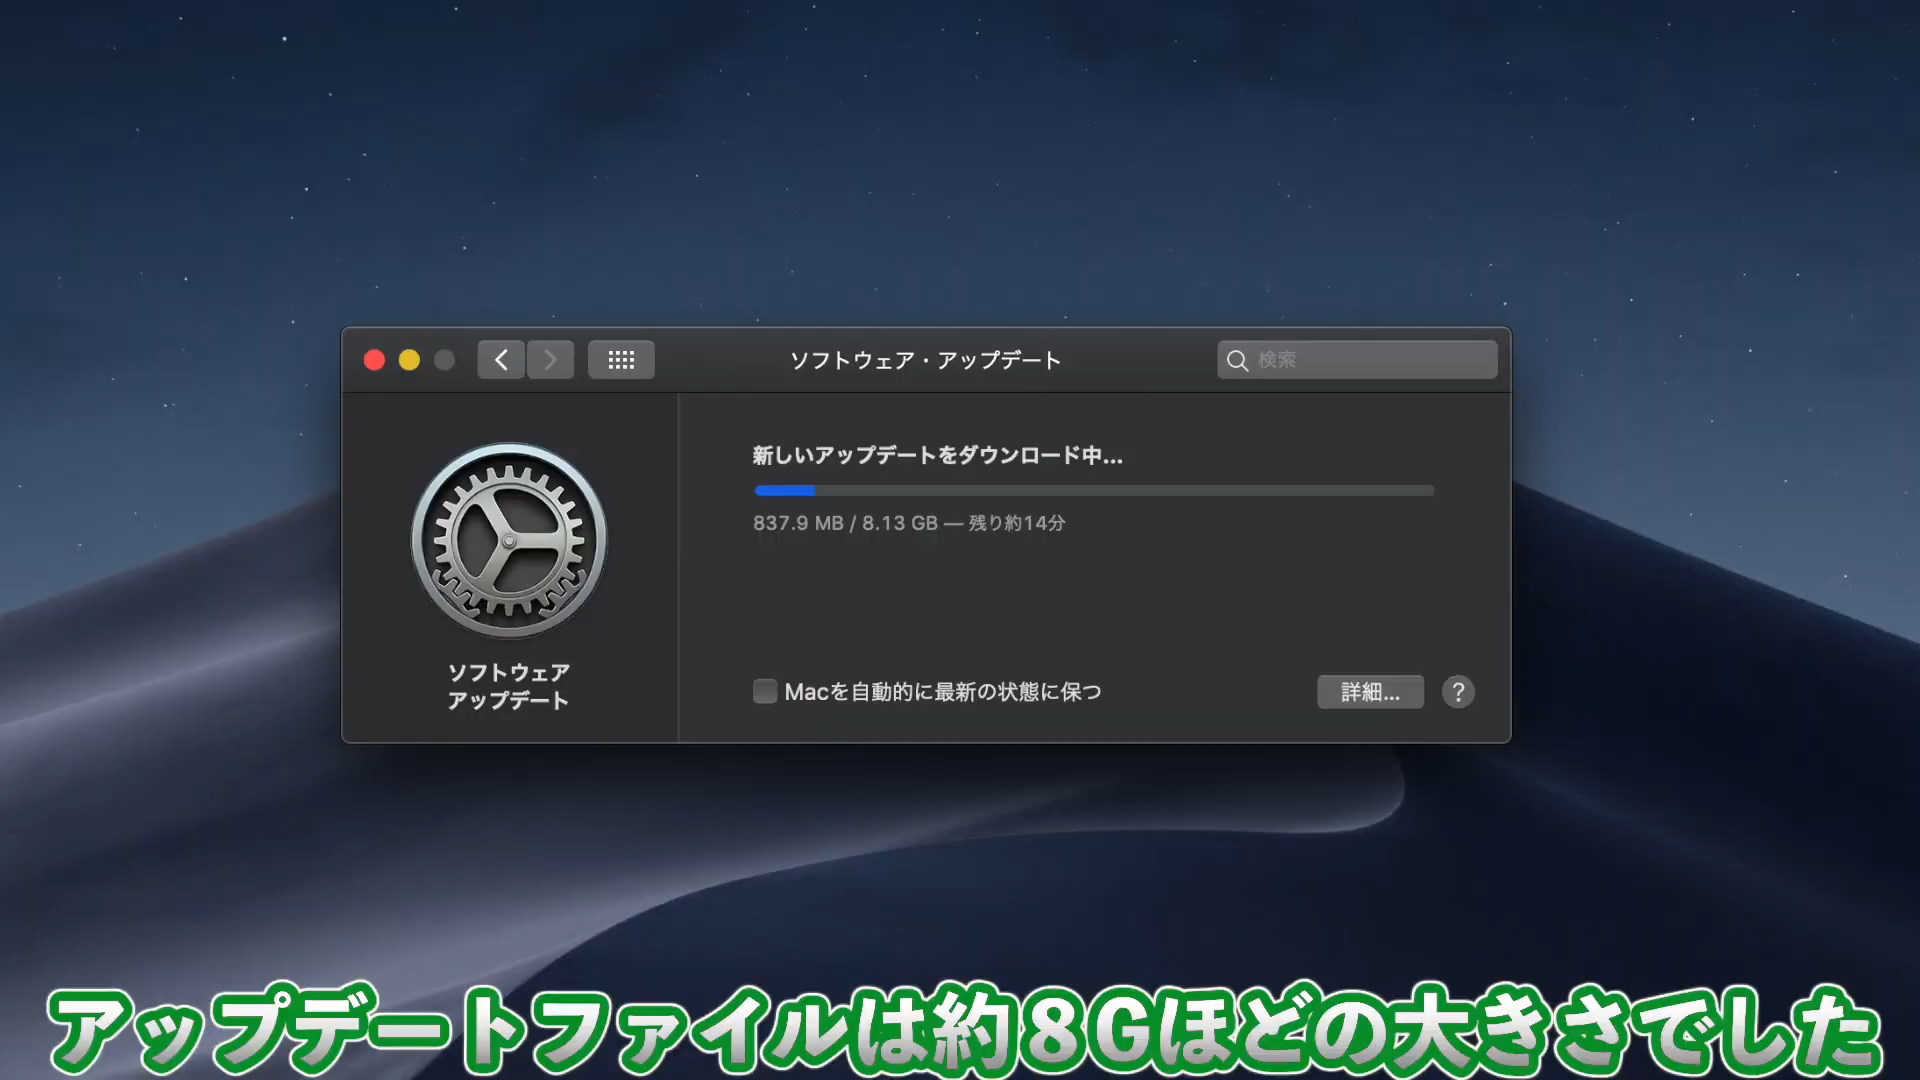 ソフトウェア・アップデート
検索
新しいアップデートをダウンロード中...
837.9 MB / 8.13 GB — 残り約14分
ソフトウェア
アップデート
Macを自動的に最新の状態に保つ
詳細...
?
アップデートファイルは約８Gほどの大きさでした